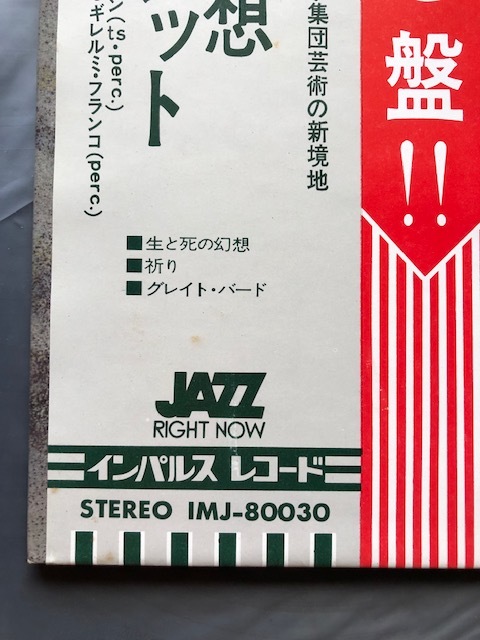 盤!!
集団芸術の新境地
想
ット
ン(ts・perc.)
ギレルミ・フランコ(perc.)
■生と死の幻想
■祈り
■グレイト・バード
JAZZ
RIGHT NOW
インパルス レコード
STEREO IMJ-80030